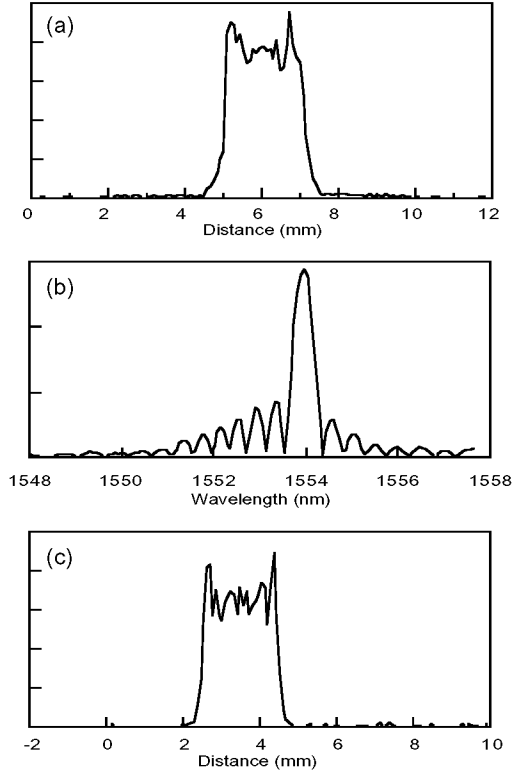 (a)
0 2 4 6 8 10 12
Distance (mm)
(b)
1548 1550 1552 1554 1556 1558
Wavelength (nm)
(c)
-2 0 2 4 6 8 10
Distance (mm)